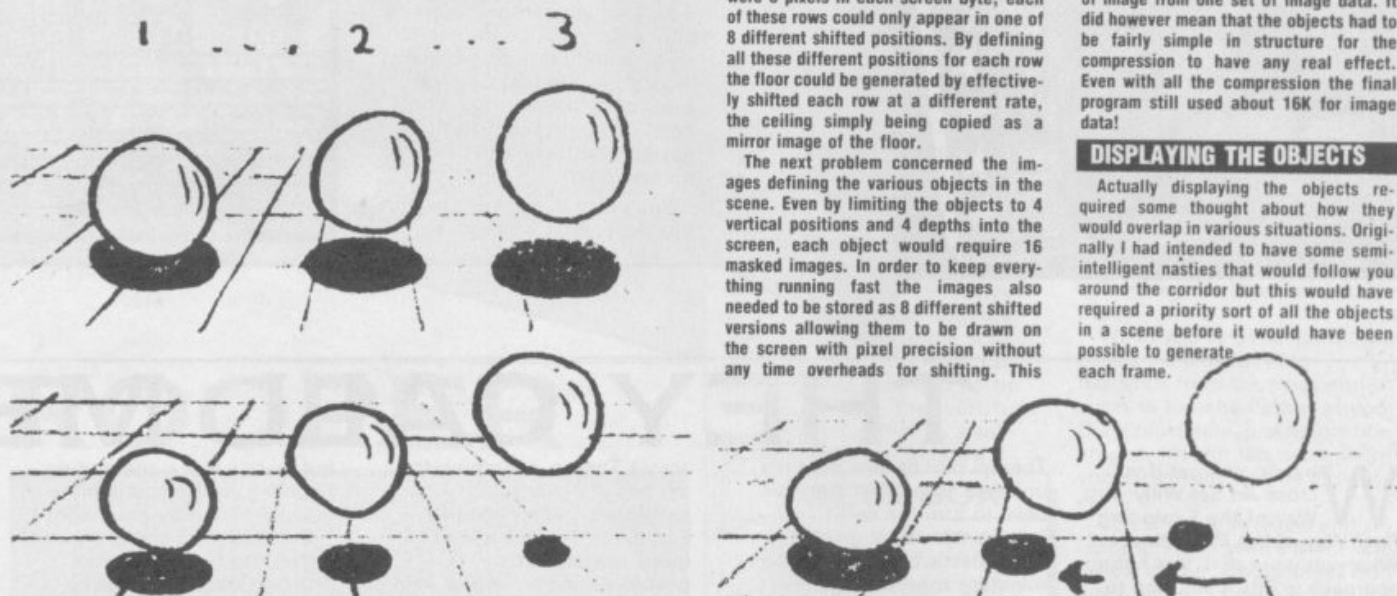 1 .... 2 ... 3 .
of these rows could only appear in one of
8 different shifted positions. By defining
all these different positions for each row
the floor could be generated by effective-
ly shifted each row at a different rate,
the ceiling simply being copied as a
mirror image of the floor.
The next problem concerned the im-
ages defining the various objects in the
scene. Even by limiting the objects to 4
vertical positions and 4 depths into the
screen, each object would require 16
masked images. In order to keep every-
thing running fast the images also
needed to be stored as 8 different shifted
versions allowing them to be drawn on
the screen with pixel precision without
any time overheads for shifting. This
of image from one set of image data. It
did however mean that the objects had to
be fairly simple in structure for the
compression to have any real effect.
Even with all the compression the final
program still used about 16K for image
data!
DISPLAYING THE OBJECTS
Actually displaying the objects re-
quired some thought about how they
would overlap in various situations. Origi-
nally I had intended to have some semi-
intelligent nasties that would follow you
around the corridor but this would have
required a priority sort of all the objects
in a scene before it would have been
possible to generate
each frame.